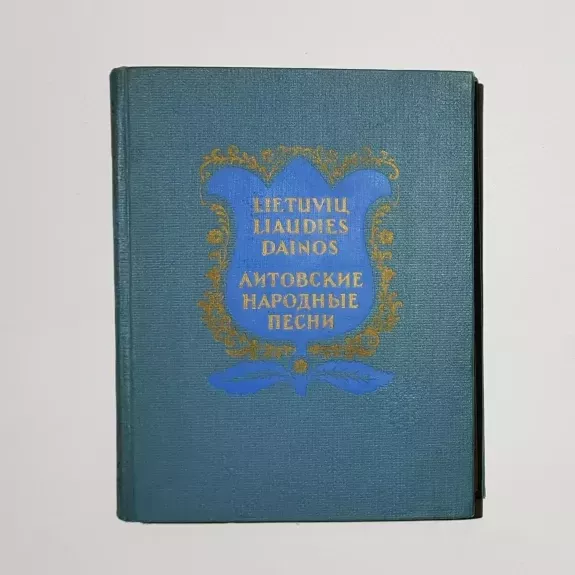 LIETUVIŲ
LIAUDIES
DAINOS
ЛИТОВСКИЕ
НАРОДНЫЕ
ПЕСНИ